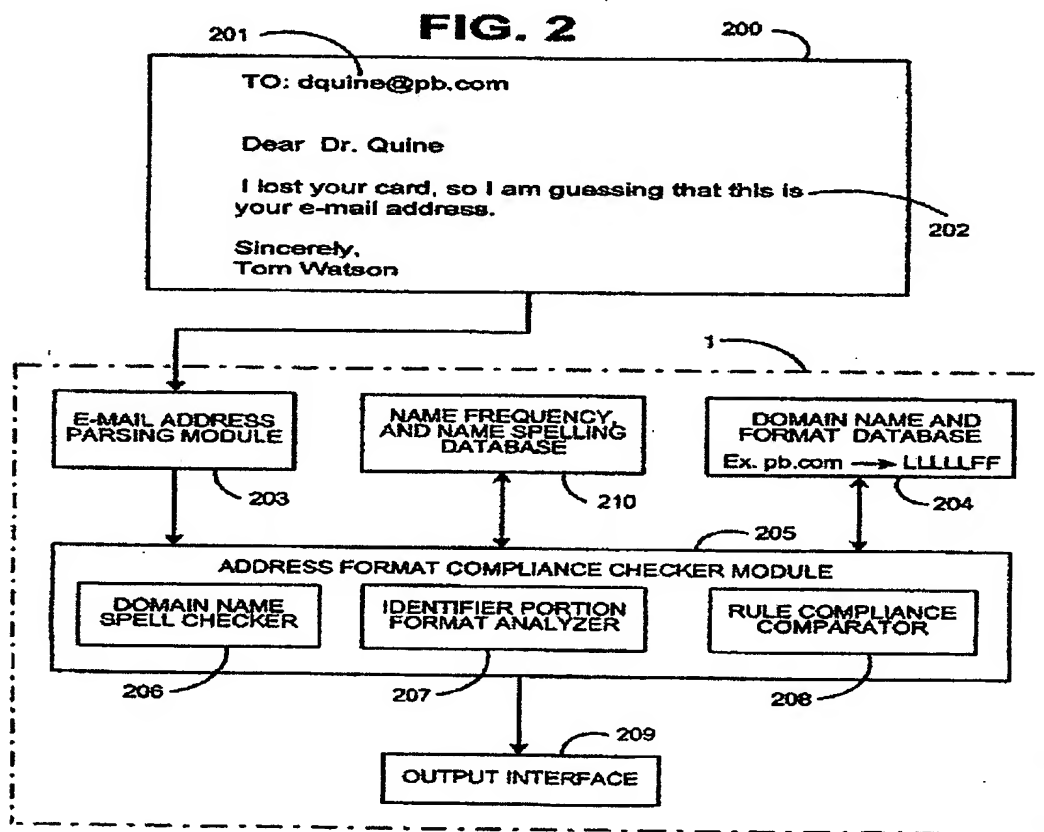 FIG. 2
201
200
TO: dquine@pb.com
Dear Dr. Quine
I lost your card, so I am guessing that this is
your e-mail address.
202
Sincerely,
Tom Watson
1
E-MAIL ADDRESS
PARSING MODULE
203
NAME FREQUENCY,
AND NAME SPELLING
DATABASE
210
DOMAIN NAME AND
FORMAT DATABASE
Ex. pb.com → LLLLLFF
204
205
ADDRESS FORMAT COMPLIANCE CHECKER MODULE
DOMAIN NAME
SPELL CHECKER
206
IDENTIFIER PORTION
FORMAT ANALYZER
207
RULE COMPLIANCE
COMPARATOR
208
209
OUTPUT INTERFACE